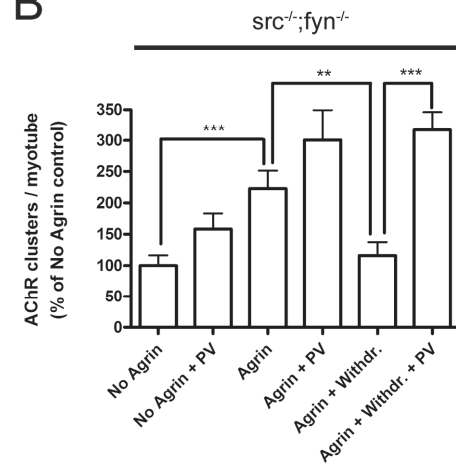 B
src-/-;fyn-/-
AChR clusters / myotube
(% of No Agrin control)
350
300
250
200
150
100
50
0
***
**
***
No Agrin
No Agrin + PV
Agrin
Agrin + PV
Agrin + Withdr.
Agrin + Withdr. + PV